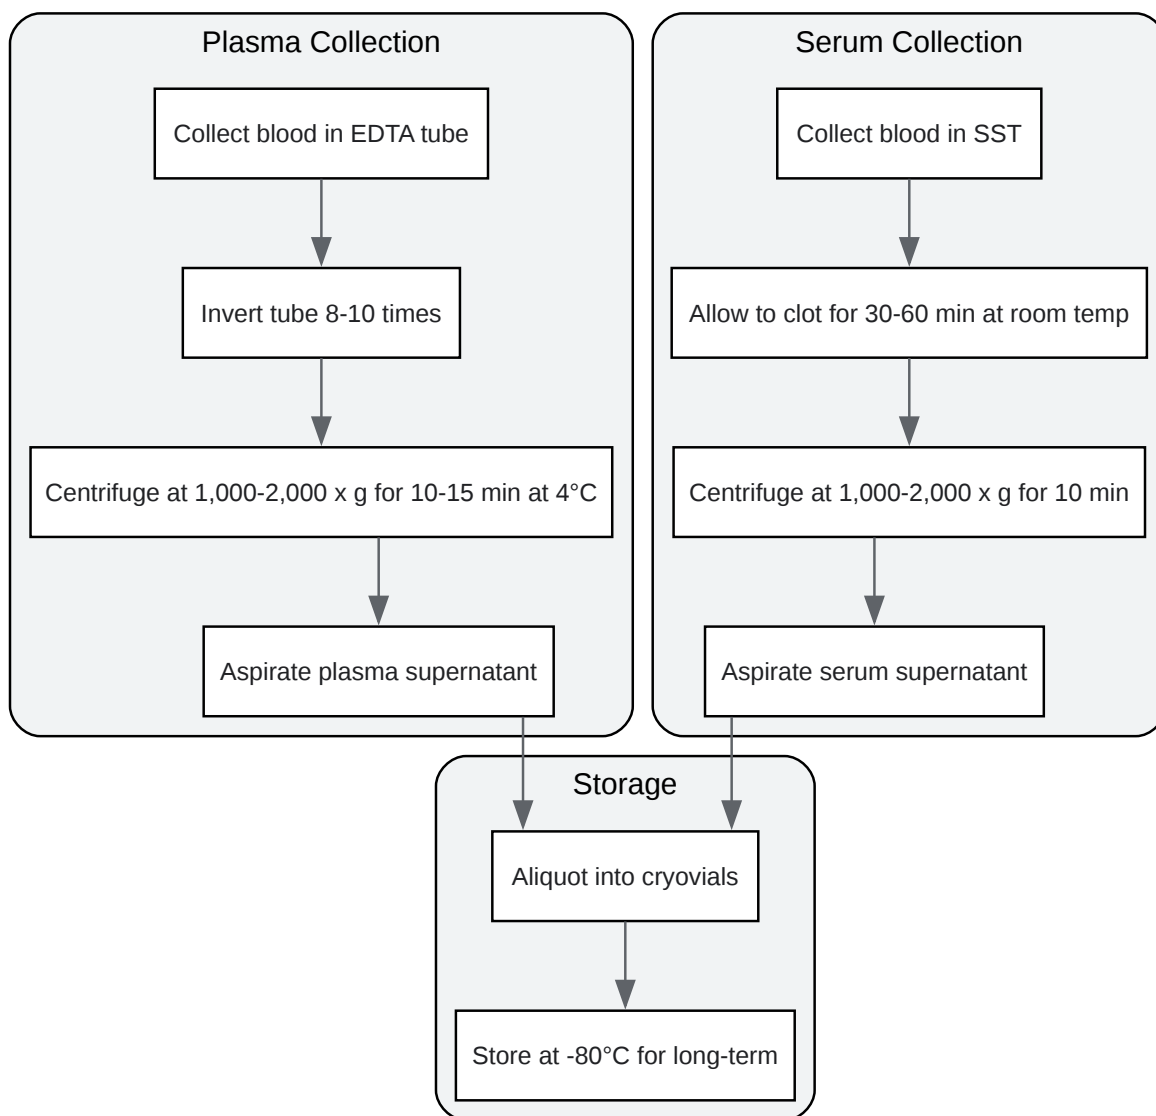 Plasma Collection
Collect blood in EDTA tube
Invert tube 8-10 times
Centrifuge at 1,000-2,000 x g for 10-15 min at 4°C
Aspirate plasma supernatant
Serum Collection
Collect blood in SST
Allow to clot for 30-60 min at room temp
Centrifuge at 1,000-2,000 x g for 10 min
Aspirate serum supernatant
Storage
Aliquot into cryovials
Store at -80°C for long-term